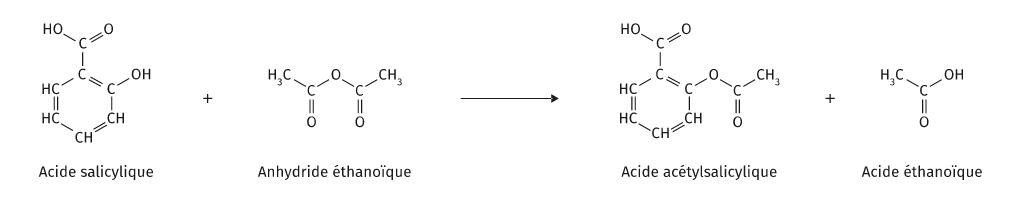 HO O
C
C OH
HC C
HC CH
CH
+
H3C O CH3
C C
O O
HO O
C
C O CH3
HC C C
HC CH O
CH
+
H3C OH
C
O
Acide salicylique
Anhydride éthanoïque
Acide acétylsalicylique
Acide éthanoïque